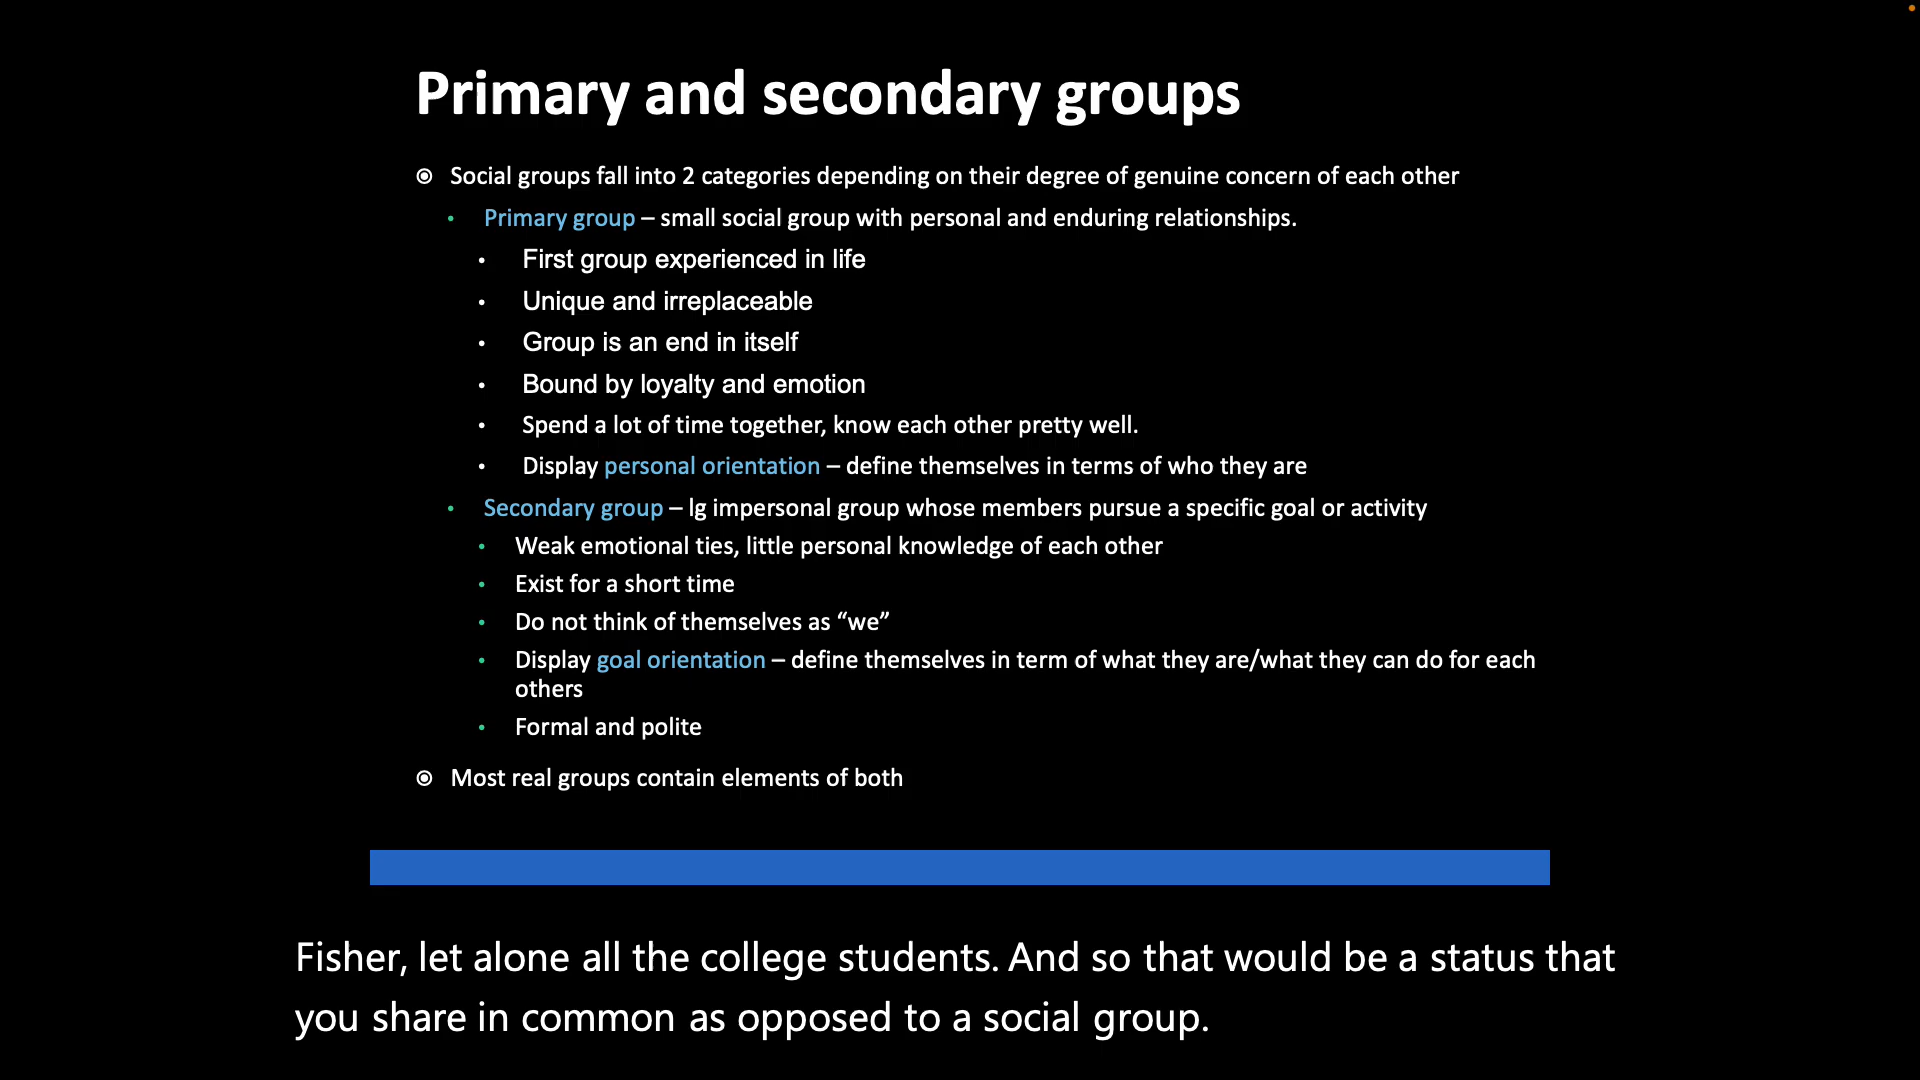 Primary and secondary groups
Social groups fall into 2 categories depending on their degree of genuine concern of each other
Primary group – small social group with personal and enduring relationships.
First group experienced in life
Unique and irreplaceable
Group is an end in itself
Bound by loyalty and emotion
Spend a lot of time together, know each other pretty well.
Display personal orientation – define themselves in terms of who they are
Secondary group – lg impersonal group whose members pursue a specific goal or activity
Weak emotional ties, little personal knowledge of each other
Exist for a short time
Do not think of themselves as “we”
Display goal orientation – define themselves in term of what they are/what they can do for each
others
Formal and polite
Most real groups contain elements of both
Fisher, let alone all the college students. And so that would be a status that
you share in common as opposed to a social group.